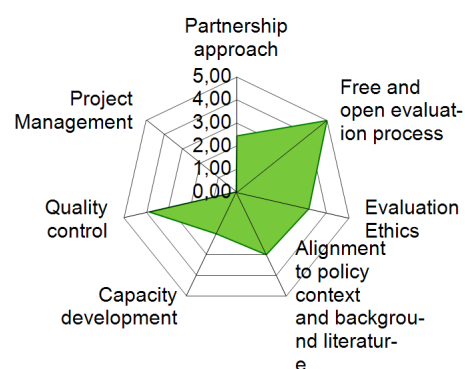 Partnership
approach
5,00
4,00
3,00
2,00
1,00
0,00
Free and
open evaluat-
ion process
Evaluation
Ethics
Alignment
to policy
context
and backgrou-
nd literatur-
e
Capacity
development
Quality
control
Project
Management